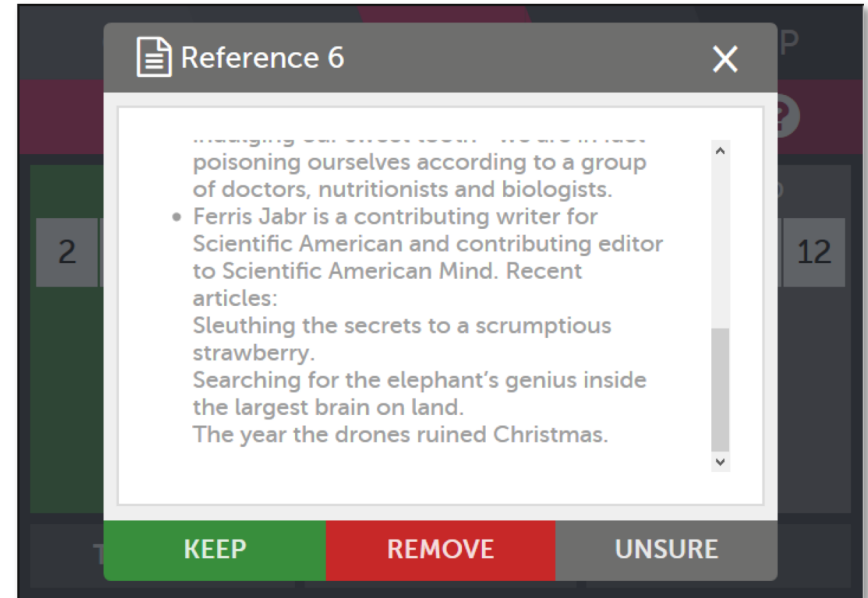 Reference 6
P
?
indulging our sweet tooth - we are in fact
poisoning ourselves according to a group
of doctors, nutritionists and biologists.
• Ferris Jabr is a contributing writer for
Scientific American and contributing editor
to Scientific American Mind. Recent
articles:
Sleuthing the secrets to a scrumptious
strawberry.
Searching for the elephant's genius inside
the largest brain on land.
The year the drones ruined Christmas.
2
12
T
KEEP
REMOVE
UNSURE